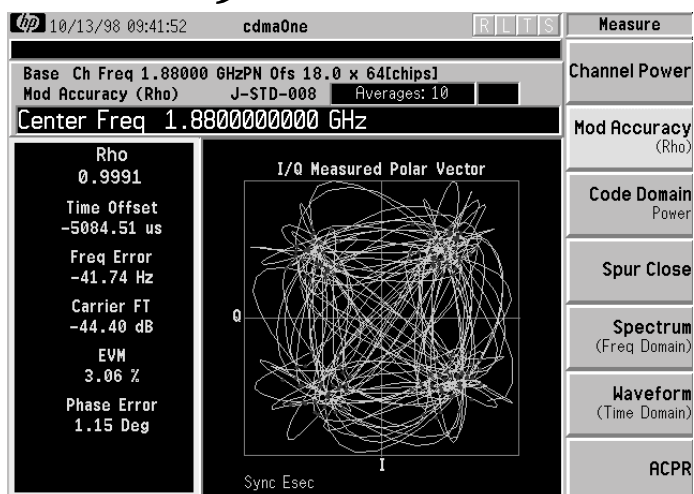 hp 10/13/98 09:41:52 cdmaOne R L T S
Base Ch Freq 1.88000 GHzPN Ofs 18.0 x 64[chips]
Mod Accuracy (Rho) J-STD-008 Averages: 10
Center Freq 1.8800000000 GHz
Rho
0.9991
Time Offset
-5084.51 us
Freq Error
-41.74 Hz
Carrier FT
-44.40 dB
EVM
3.06 %
Phase Error
1.15 Deg
I/Q Measured Polar Vector
Q
I
Sync Esec
Measure
Channel Power
Mod Accuracy
(Rho)
Code Domain
Power
Spur Close
Spectrum
(Freq Domain)
Waveform
(Time Domain)
ACPR